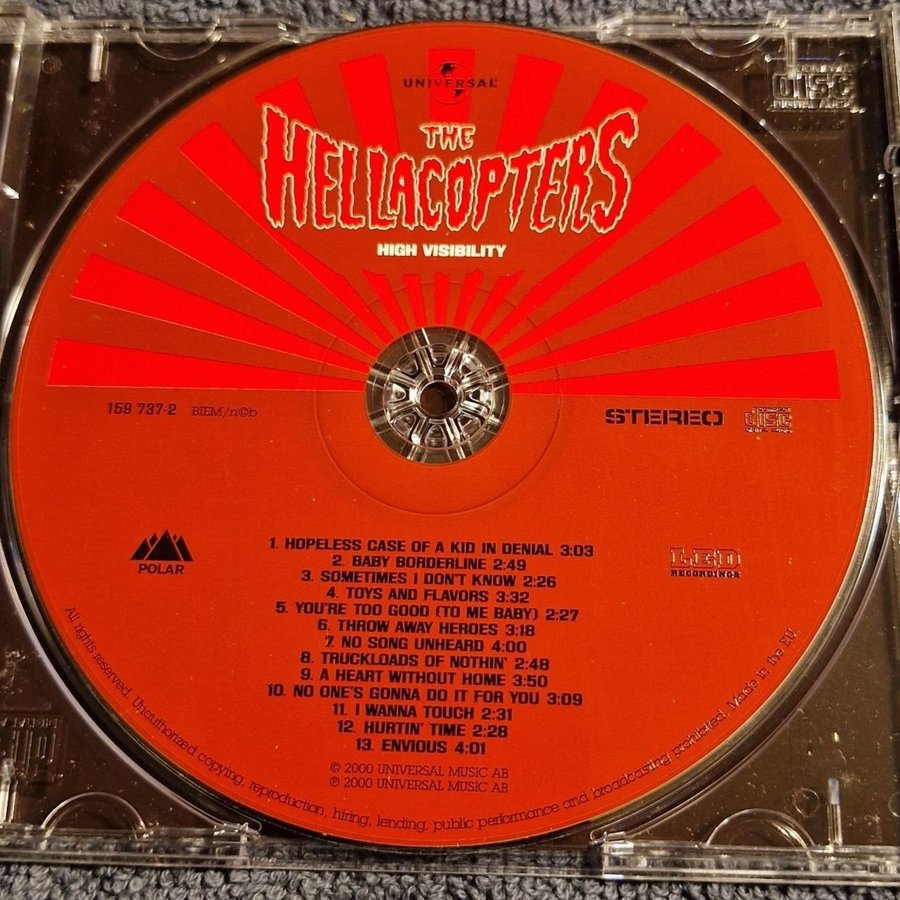 UNIVERSAL
THE
HELLACOPTERS
HIGH VISIBILITY
159 737-2 BIEM/n©b
STEREO
COMPACT
DISC
DIGITAL AUDIO
POLAR
LED
RECORDINGS
1. HOPELESS CASE OF A KID IN DENIAL 3:03
2. BABY BORDERLINE 2:49
3. SOMETIMES I DON'T KNOW 2:26
4. TOYS AND FLAVORS 3:32
5. YOU'RE TOO GOOD (TO ME BABY) 2:27
6. THROW AWAY HEROES 3:18
7. NO SONG UNHEARD 4:00
8. TRUCKLOADS OF NOTHIN' 2:48
9. A HEART WITHOUT HOME 3:50
10. NO ONE'S GONNA DO IT FOR YOU 3:09
11. I WANNA TOUCH 2:31
12. HURTIN' TIME 2:28
13. ENVIOUS 4:01
© 2000 UNIVERSAL MUSIC AB
℗ 2000 UNIVERSAL MUSIC AB
All rights reserved. Unauthorized copying, reproduction, hiring, lending, public performance and broadcasting prohibited. Made in the EU.
DISC